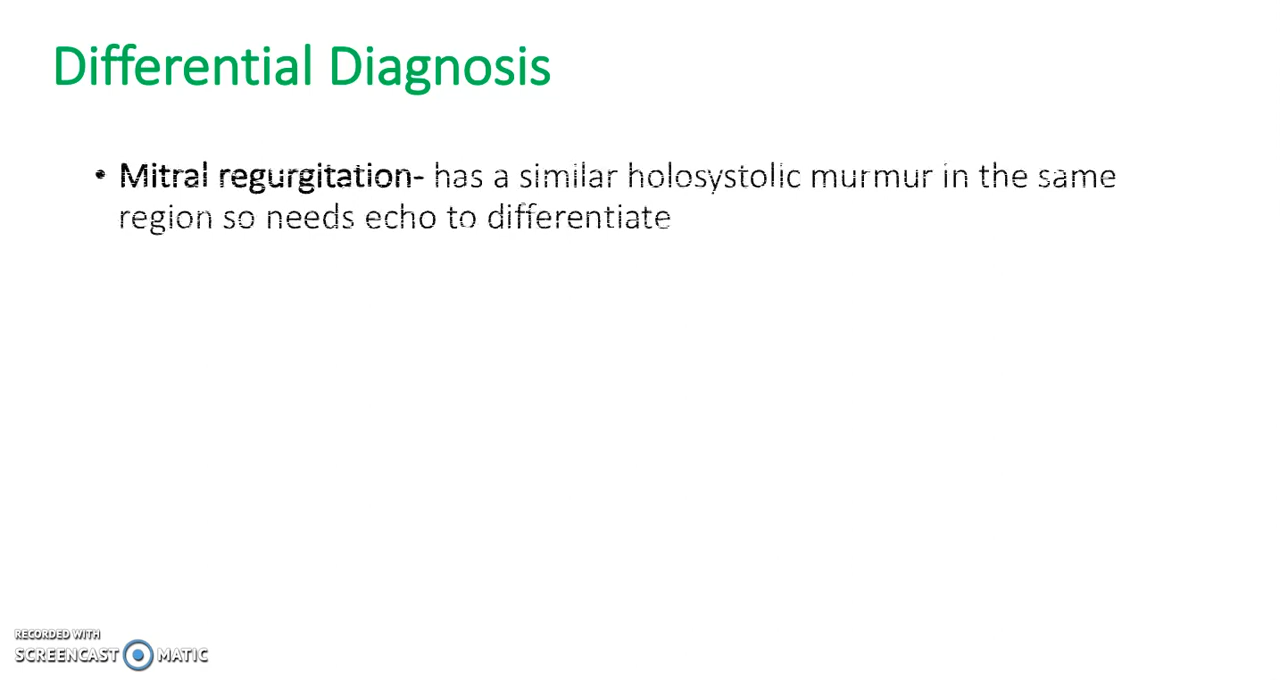 Differential Diagnosis
• Mitral regurgitation- has a similar holosystolic murmur in the same
region so needs echo to differentiate
RECORDED WITH
SCREENCAST MATIC